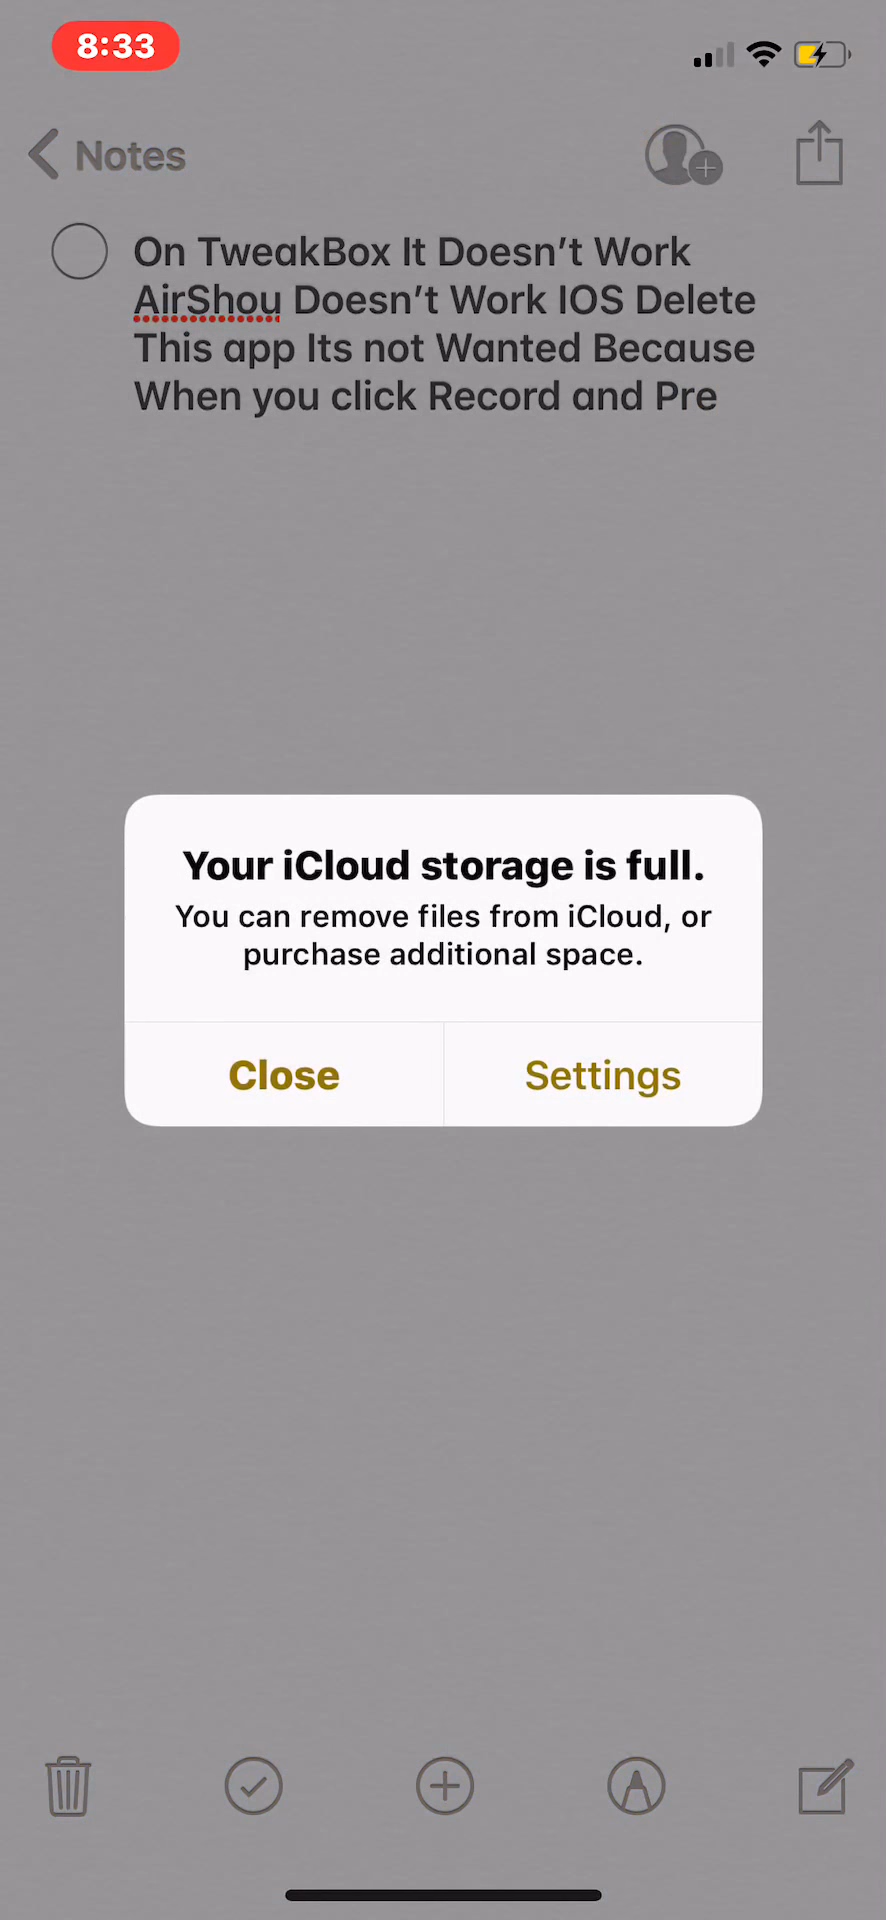 8:33
Notes
On TweakBox It Doesn’t Work
AirShou Doesn’t Work IOS Delete
This app Its not Wanted Because
When you click Record and Pre
Your iCloud storage is full.
You can remove files from iCloud, or
purchase additional space.
Close
Settings